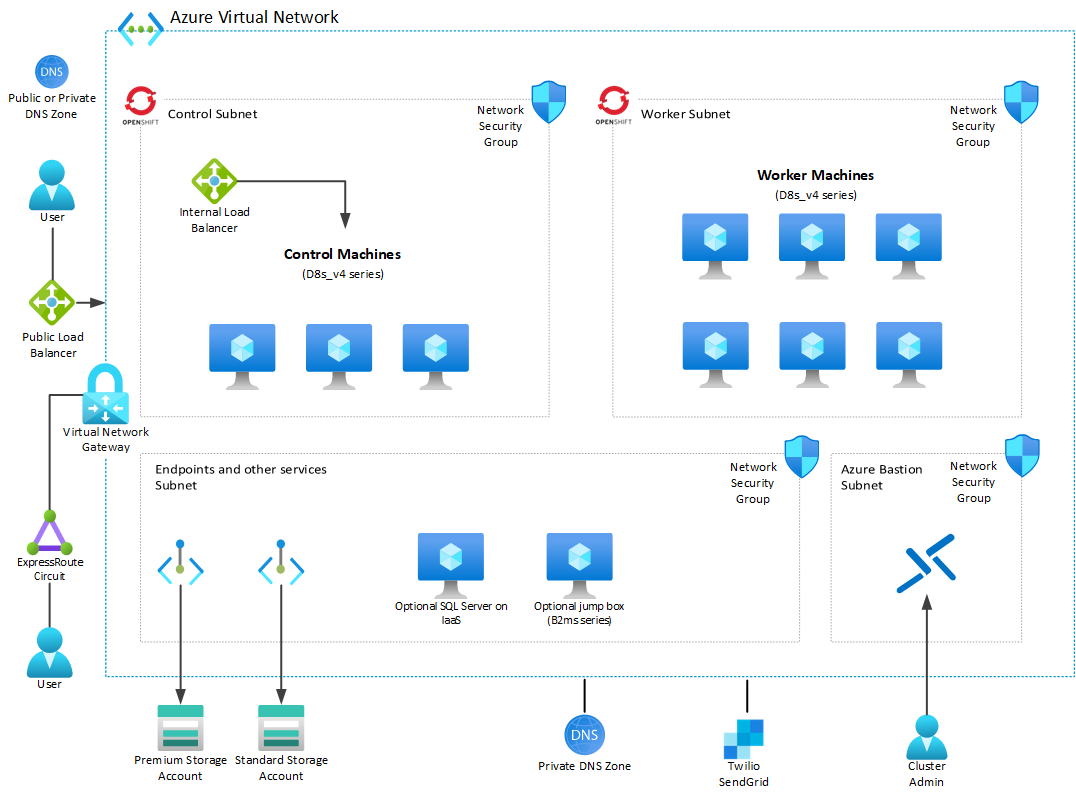 Azure Virtual Network
DNS
Public or Private
DNS Zone
User
Public Load
Balancer
Virtual Network
Gateway
ExpressRoute
Circuit
User
OPENSHIFT
Control Subnet
Network
Security
Group
Internal Load
Balancer
Control Machines
(D8s_v4 series)
OPENSHIFT
Worker Subnet
Network
Security
Group
Worker Machines
(D8s_v4 series)
Endpoints and other services
Subnet
Network
Security
Group
Optional SQL Server on
IaaS
Optional jump box
(B2ms series)
Azure Bastion
Subnet
Network
Security
Group
Premium Storage
Account
Standard Storage
Account
DNS
Private DNS Zone
Twilio
SendGrid
Cluster
Admin